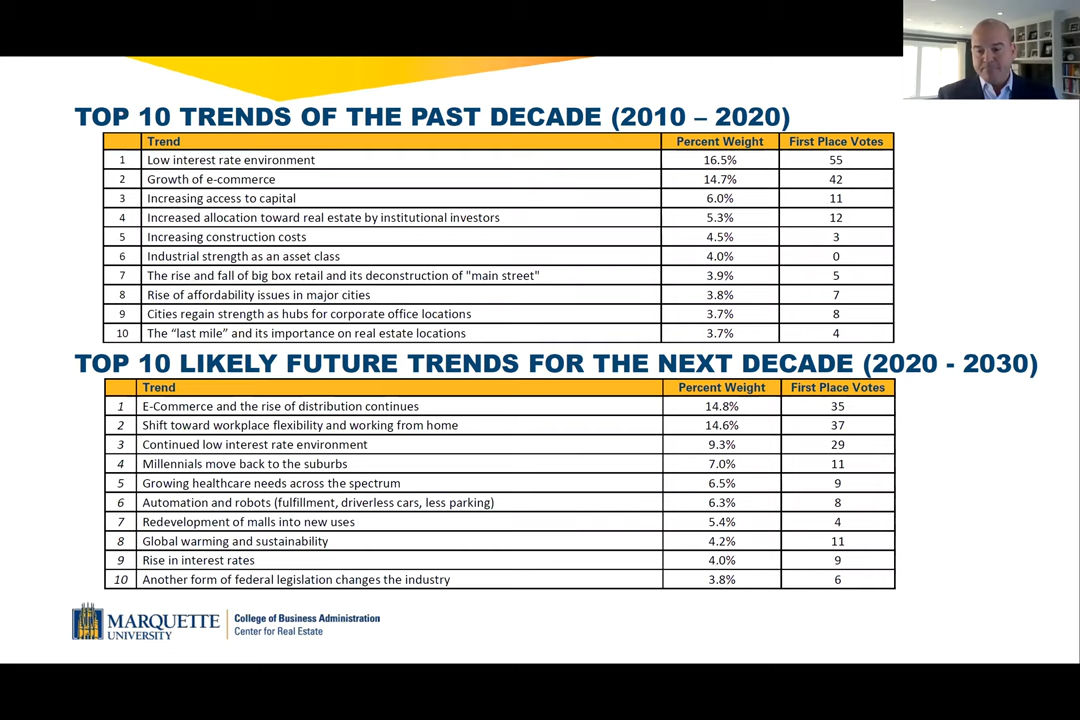 TOP 10 TRENDS OF THE PAST DECADE (2010 – 2020)
Trend Percent Weight First Place Votes
1 Low interest rate environment 16.5% 55
2 Growth of e-commerce 14.7% 42
3 Increasing access to capital 6.0% 11
4 Increased allocation toward real estate by institutional investors 5.3% 12
5 Increasing construction costs 4.5% 3
6 Industrial strength as an asset class 4.0% 0
7 The rise and fall of big box retail and its deconstruction of "main street" 3.9% 5
8 Rise of affordability issues in major cities 3.8% 7
9 Cities regain strength as hubs for corporate office locations 3.7% 8
10 The “last mile” and its importance on real estate locations 3.7% 4
TOP 10 LIKELY FUTURE TRENDS FOR THE NEXT DECADE (2020 - 2030)
Trend Percent Weight First Place Votes
1 E-Commerce and the rise of distribution continues 14.8% 35
2 Shift toward workplace flexibility and working from home 14.6% 37
3 Continued low interest rate environment 9.3% 29
4 Millennials move back to the suburbs 7.0% 11
5 Growing healthcare needs across the spectrum 6.5% 9
6 Automation and robots (fulfillment, driverless cars, less parking) 6.3% 8
7 Redevelopment of malls into new uses 5.4% 4
8 Global warming and sustainability 4.2% 11
9 Rise in interest rates 4.0% 9
10 Another form of federal legislation changes the industry 3.8% 6
MARQUETTE
UNIVERSITY
College of Business Administration
Center for Real Estate